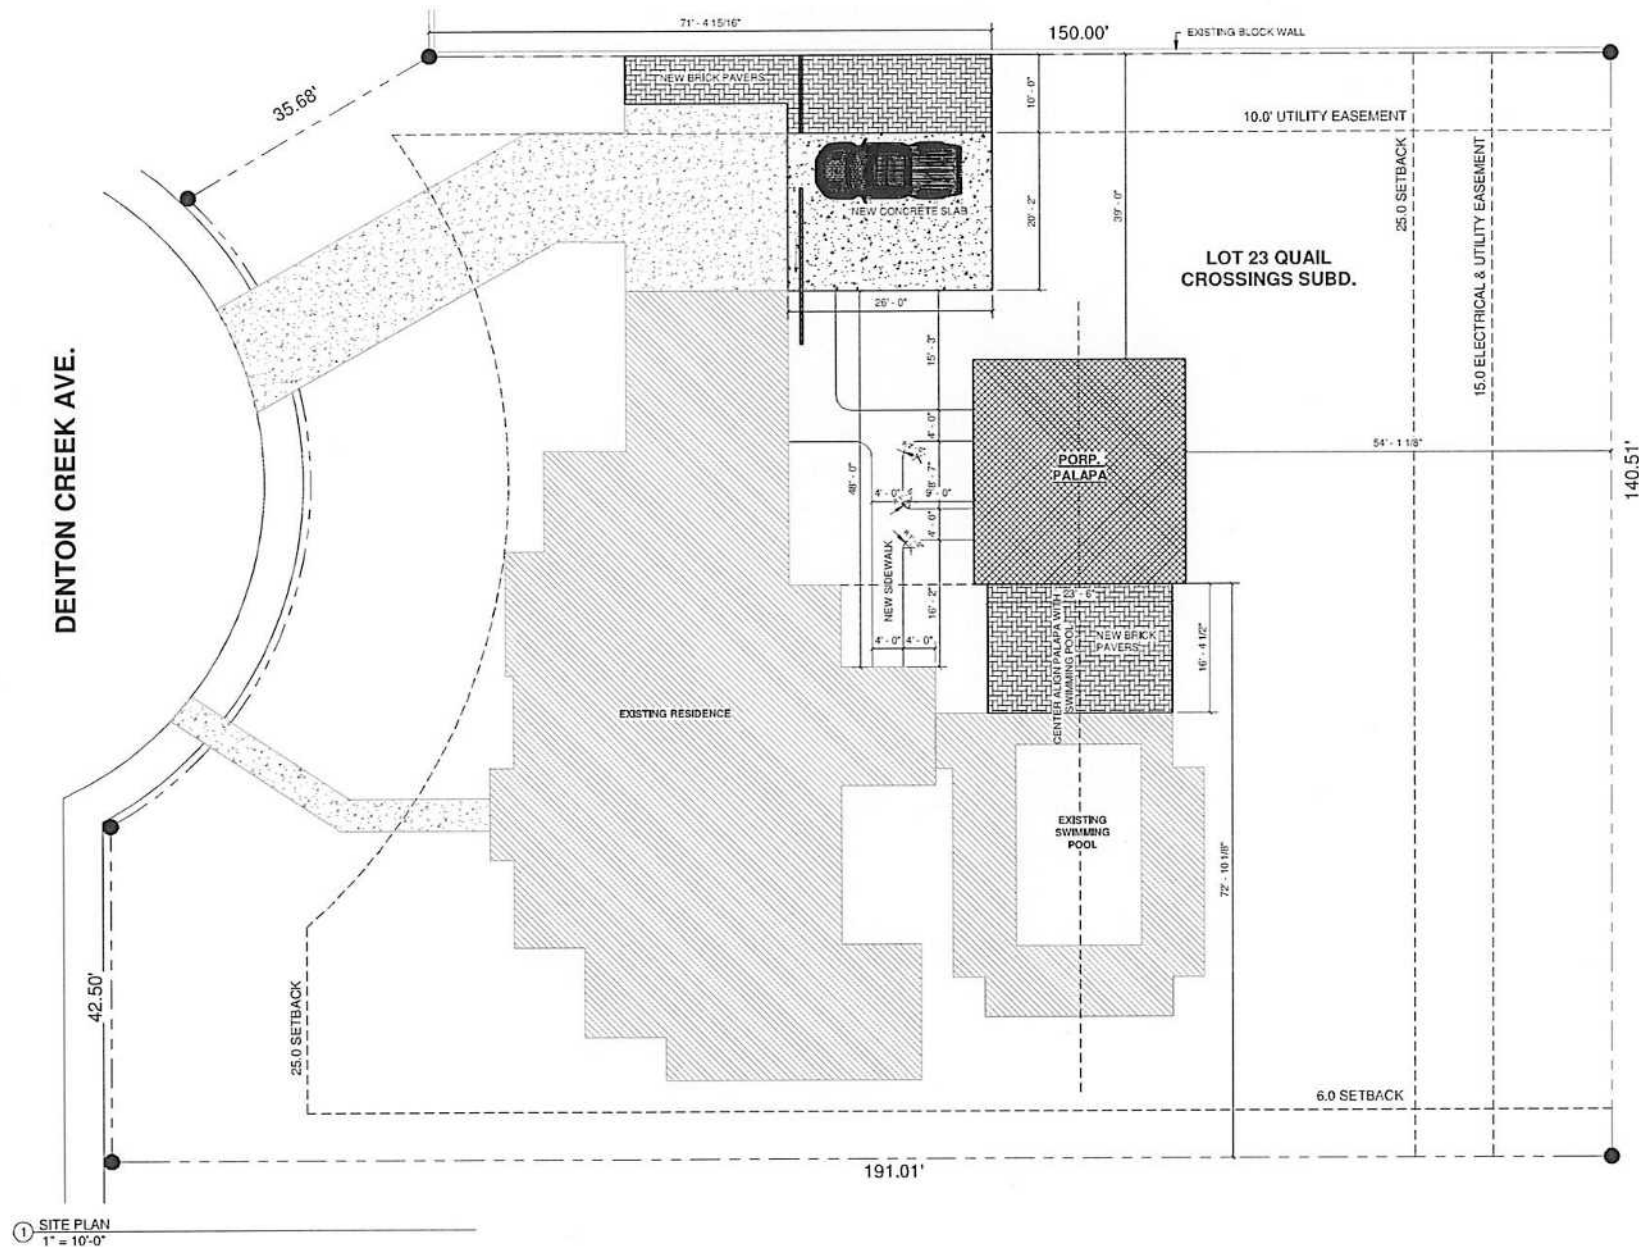 71' - 4 15/16"
150.00'
EXISTING BLOCK WALL
35.68'
NEW BRICK PAVERS
10' - 0"
10.0' UTILITY EASEMENT
25.0 SETBACK
15.0 ELECTRICAL & UTILITY EASEMENT
NEW CONCRETE SLAB
20' - 2"
39' - 0"
LOT 23 QUAIL
CROSSINGS SUBD.
26' - 0"
15' - 3"
DENTON CREEK AVE.
4' - 0"
8' - 7"
48' - 0"
PORP.
PALAPA
54' - 1 1/8"
140.51'
4' - 0"
9' - 0"
4' - 0"
NEW SIDEWALK
16' - 2"
4' - 0"
4' - 0"
23' - 6"
CENTER ALIGN PALAPA WITH
SWIMMING POOL
NEW BRICK
PAVERS
16' - 4 1/2"
EXISTING RESIDENCE
EXISTING
SWIMMING
POOL
72' - 10 1/8"
42.50'
25.0 SETBACK
6.0 SETBACK
191.01'
1
SITE PLAN
1" = 10'-0"